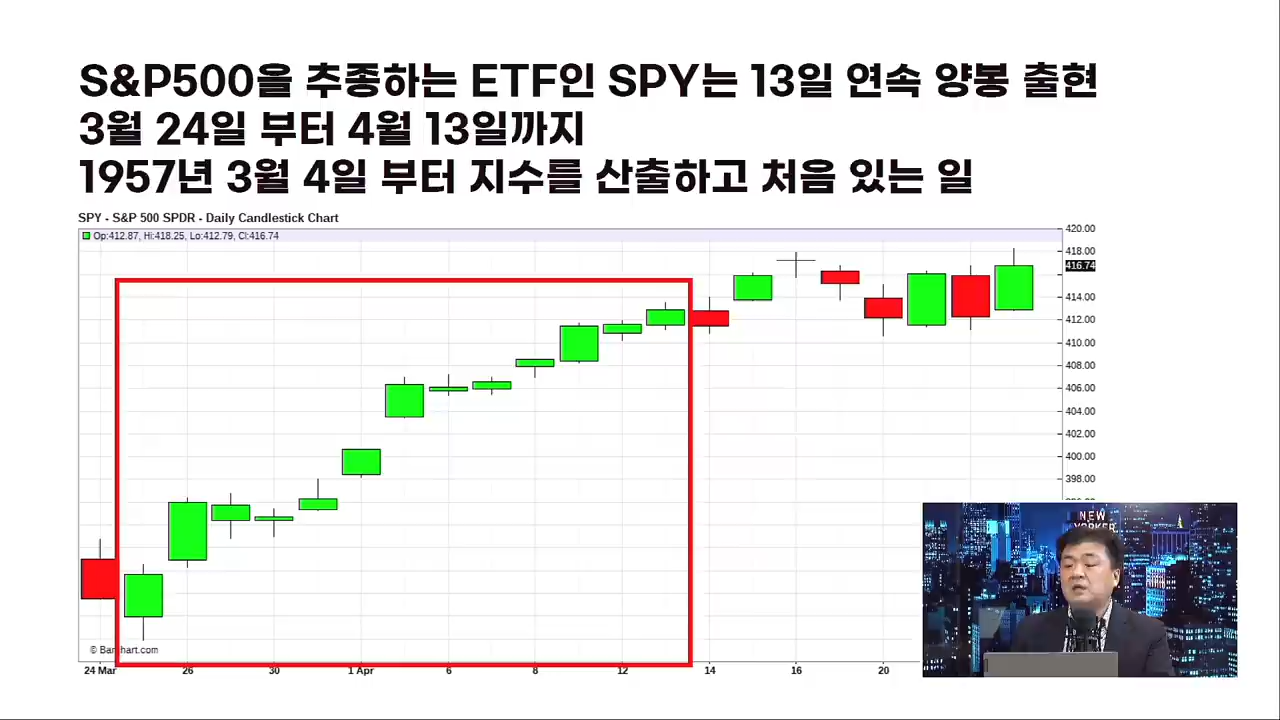 S&P500을 추종하는 ETF인 SPY는 13일 연속 양봉 출현
3월 24일 부터 4월 13일까지
1957년 3월 4일 부터 지수를 산출하고 처음 있는 일
SPY - S&P 500 SPDR - Daily Candlestick Chart
Op:412.87, Hi:418.25, Lo:412.79, Cl:416.74
420.00
418.00
416.74
414.00
412.00
410.00
408.00
406.00
404.00
402.00
400.00
398.00
NEW
YORKER
© Barchart.com
24 Mar 26 30 1 Apr 6 8 12 14 16 20